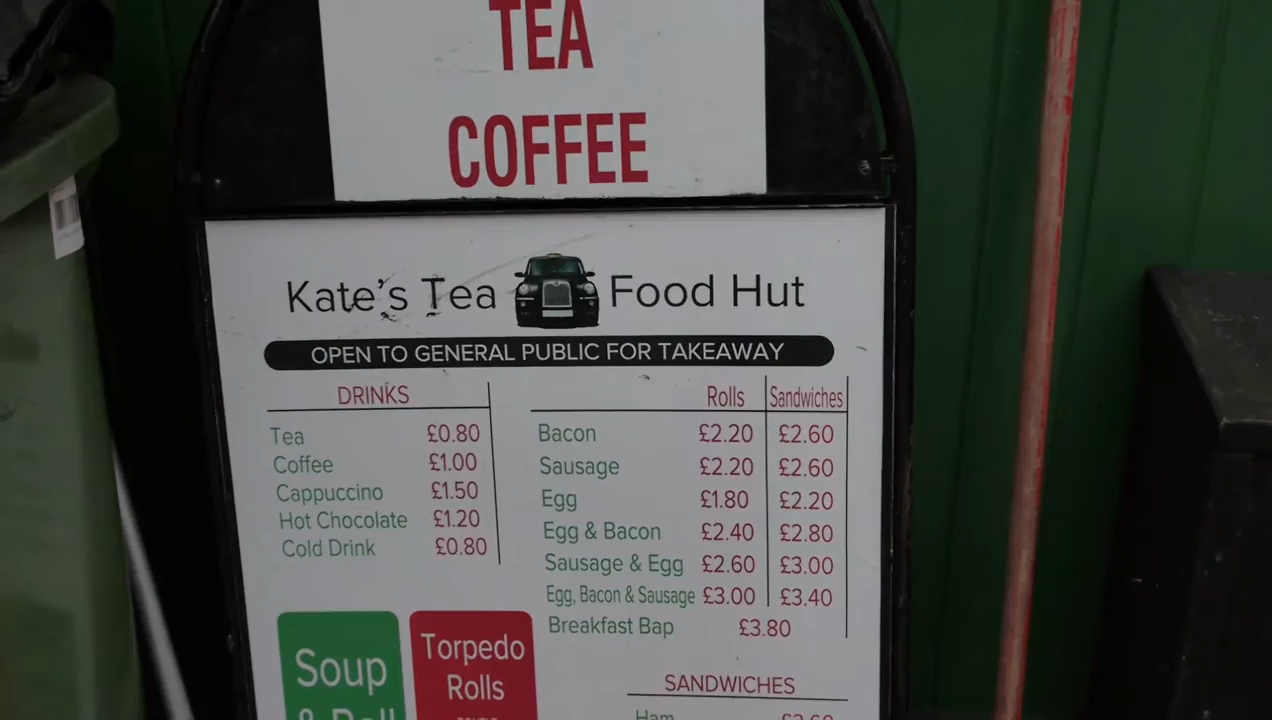 TEA
COFFEE
Kate's Tea Food Hut
OPEN TO GENERAL PUBLIC FOR TAKEAWAY
DRINKS
Tea £0.80
Coffee £1.00
Cappuccino £1.50
Hot Chocolate £1.20
Cold Drink £0.80
Rolls Sandwiches
Bacon £2.20 £2.60
Sausage £2.20 £2.60
Egg £1.80 £2.20
Egg & Bacon £2.40 £2.80
Sausage & Egg £2.60 £3.00
Egg, Bacon & Sausage £3.00 £3.40
Breakfast Bap £3.80
Soup
& Roll
Torpedo
Rolls
SANDWICHES
Ham